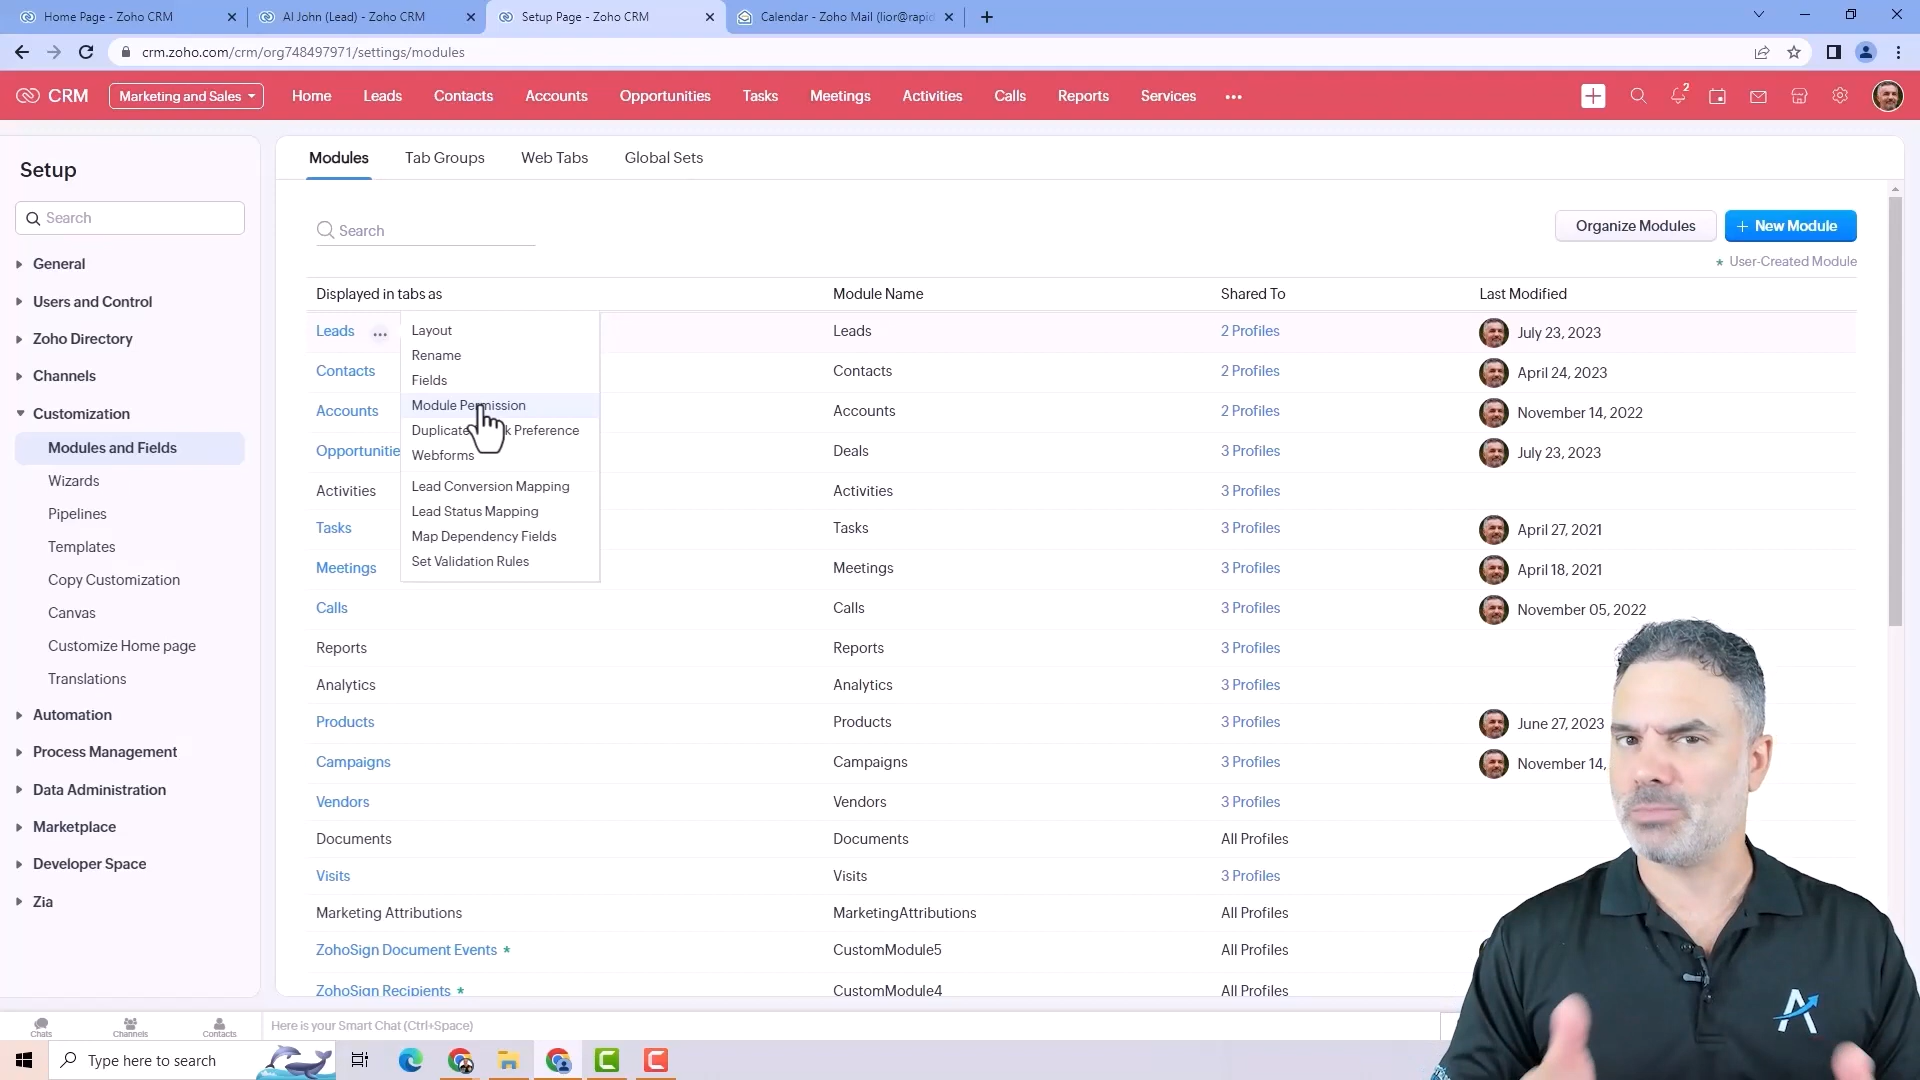 Home Page - Zoho CRM
Al John (Lead) - Zoho CRM
Setup Page - Zoho CRM
Calendar - Zoho Mail (lior@rapid
crm.zoho.com/crm/org748497971/settings/modules
CRM
Marketing and Sales
Home
Leads
Contacts
Accounts
Opportunities
Tasks
Meetings
Activities
Calls
Reports
Services
2
Setup
Search
General
Users and Control
Zoho Directory
Channels
Customization
Modules and Fields
Wizards
Pipelines
Templates
Copy Customization
Canvas
Customize Home page
Translations
Automation
Process Management
Data Administration
Marketplace
Developer Space
Zia
Modules
Tab Groups
Web Tabs
Global Sets
Search
Organize Modules
+ New Module
* User-Created Module
Displayed in tabs as Module Name Shared To Last Modified
Leads ... Leads 2 Profiles July 23, 2023
Contacts Contacts 2 Profiles April 24, 2023
Accounts Accounts 2 Profiles November 14, 2022
Opportunitie Deals 3 Profiles July 23, 2023
Activities Activities 3 Profiles
Tasks Tasks 3 Profiles April 27, 2021
Meetings Meetings 3 Profiles April 18, 2021
Calls Calls 3 Profiles November 05, 2022
Reports Reports 3 Profiles
Analytics Analytics 3 Profiles
Products Products 3 Profiles June 27, 2023
Campaigns Campaigns 3 Profiles November 14,
Vendors Vendors 3 Profiles
Documents Documents All Profiles
Visits Visits 3 Profiles
Marketing Attributions MarketingAttributions All Profiles
ZohoSign Document Events * CustomModule5 All Profiles
ZohoSign Recipients * CustomModule4 All Profiles
Layout
Rename
Fields
Module Permission
Duplicate k Preference
Webforms
Lead Conversion Mapping
Lead Status Mapping
Map Dependency Fields
Set Validation Rules
Chats
Channels
Contacts
Here is your Smart Chat (Ctrl+Space)
Type here to search